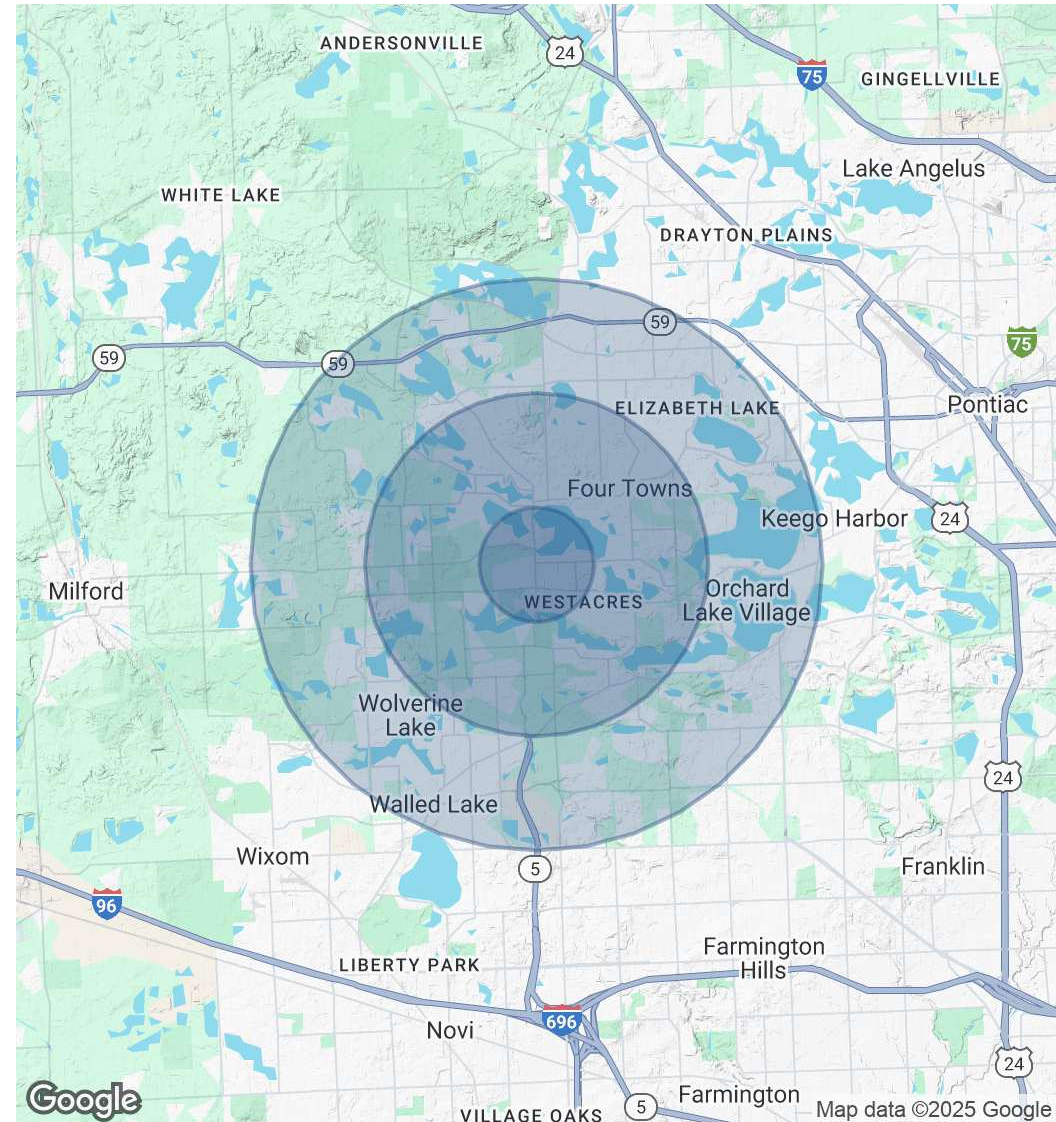 ANDERSONVILLE
24
75
GINGELLVILLE
Lake Angelus
WHITE LAKE
DRAYTON PLAINS
59
59
59
75
ELIZABETH LAKE
Pontiac
Four Towns
Keego Harbor
24
Milford
WESTACRES
Orchard
Lake Village
Wolverine
Lake
24
Walled Lake
Wixom
5
Franklin
96
Farmington
Hills
LIBERTY PARK
696
Novi
24
Farmington
Google
VILLAGE OAKS
5
Map data ©2025 Google